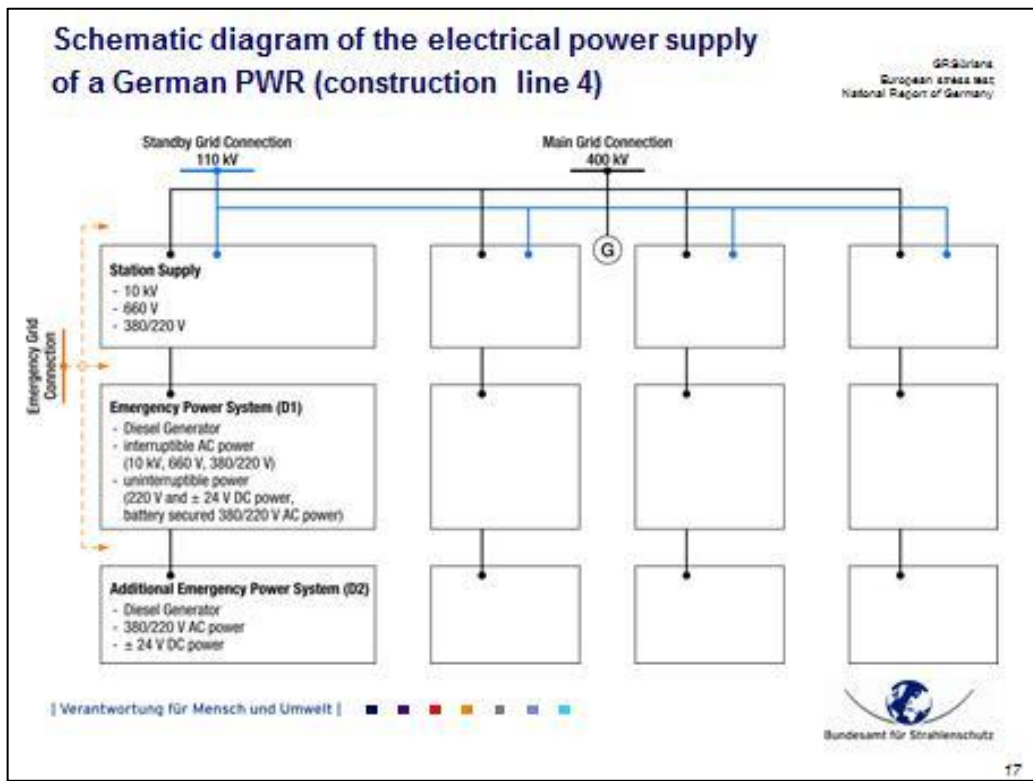 Schematic diagram of the electrical power supply
of a German PWR (construction line 4)
European stress test,
National Report of Germany
Standby Grid Connection
110 kV
Main Grid Connection
400 kV
G
Emergency Grid
Connection
Station Supply
- 10 kV
- 660 V
- 380/220 V
Emergency Power System (D1)
- Diesel Generator
- interruptible AC power
(10 kV, 660 V, 380/220 V)
- uninterruptible power
(220 V and ± 24 V DC power,
battery secured 380/220 V AC power)
Additional Emergency Power System (D2)
- Diesel Generator
- 380/220 V AC power
- ± 24 V DC power
| Verantwortung für Mensch und Umwelt |
Bundesamt für Strahlenschutz
17